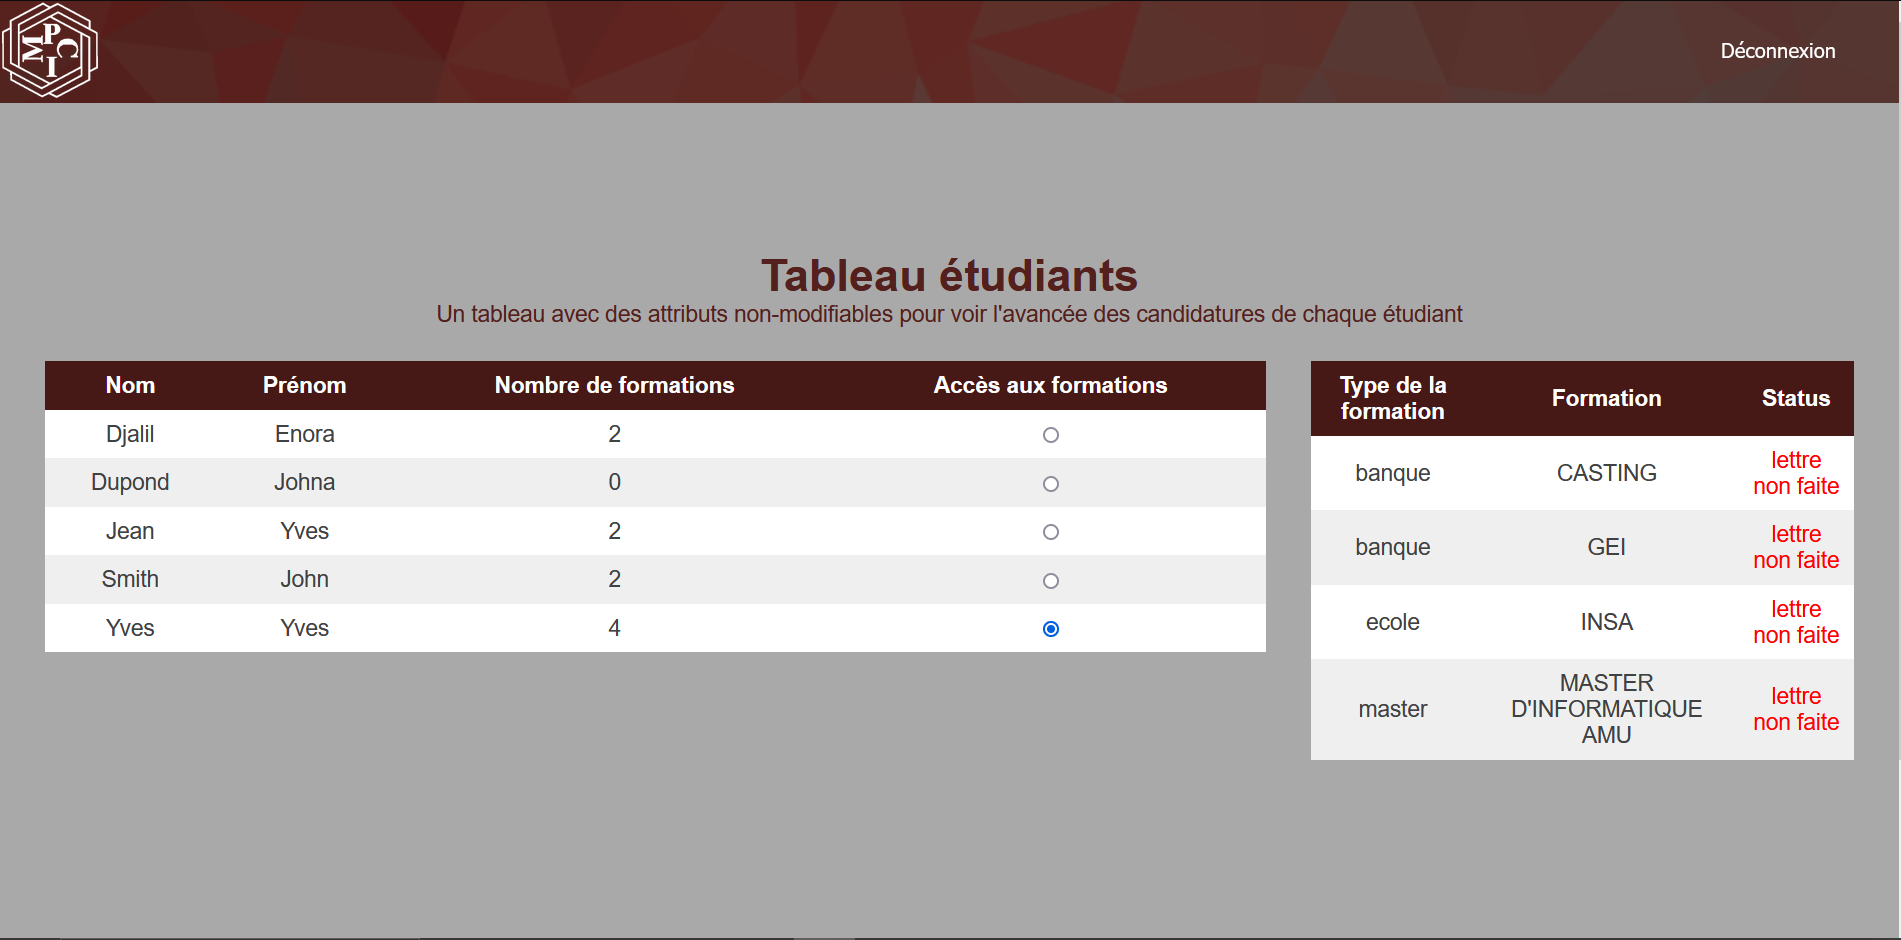 MPCI
Déconnexion
Tableau étudiants
Un tableau avec des attributs non-modifiables pour voir l'avancée des candidatures de chaque étudiant
Nom Prénom Nombre de formations Accès aux formations
Djalil Enora 2
Dupond Johna 0
Jean Yves 2
Smith John 2
Yves Yves 4
Type de la
formation Formation Status
banque CASTING lettre
non faite
banque GEI lettre
non faite
ecole INSA lettre
non faite
master MASTER
D'INFORMATIQUE
AMU lettre
non faite